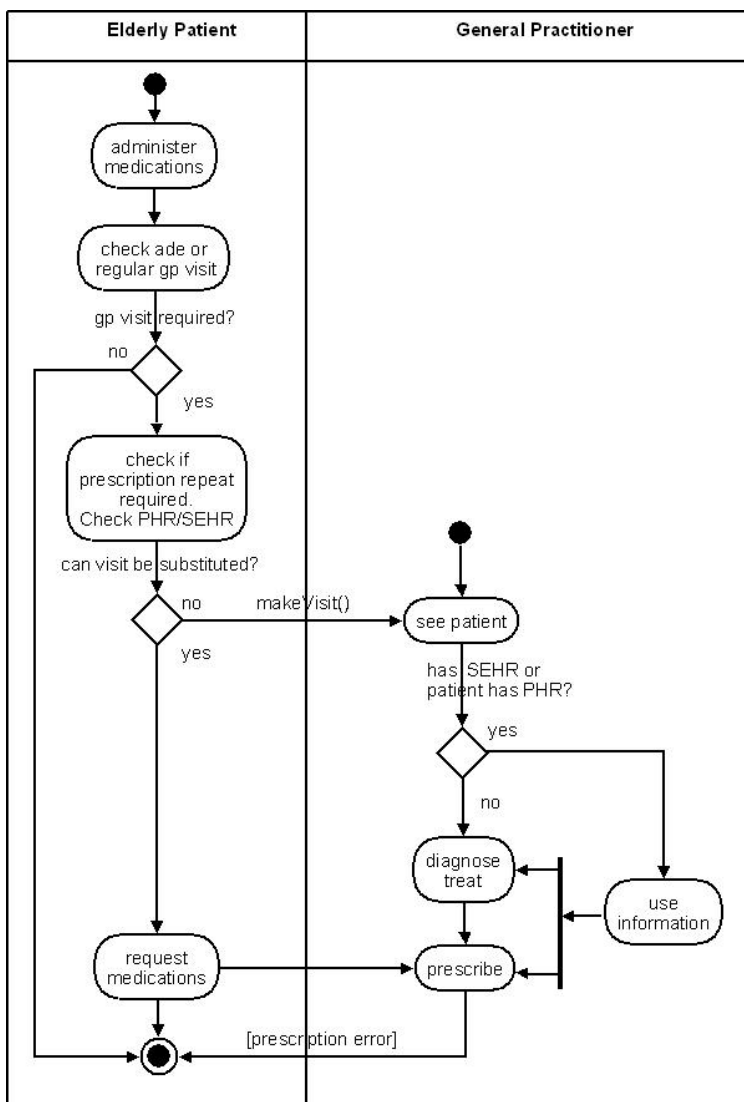 Elderly Patient
General Practitioner
administer
medications
check ade or
regular gp visit
gp visit required?
no
yes
check if
prescription repeat
required.
Check PHR/SEHR
can visit be substituted?
no
makeVisit()
see patient
yes
has SEHR or
patient has PHR?
yes
no
diagnose
treat
use
information
request
medications
prescribe
[prescription error]